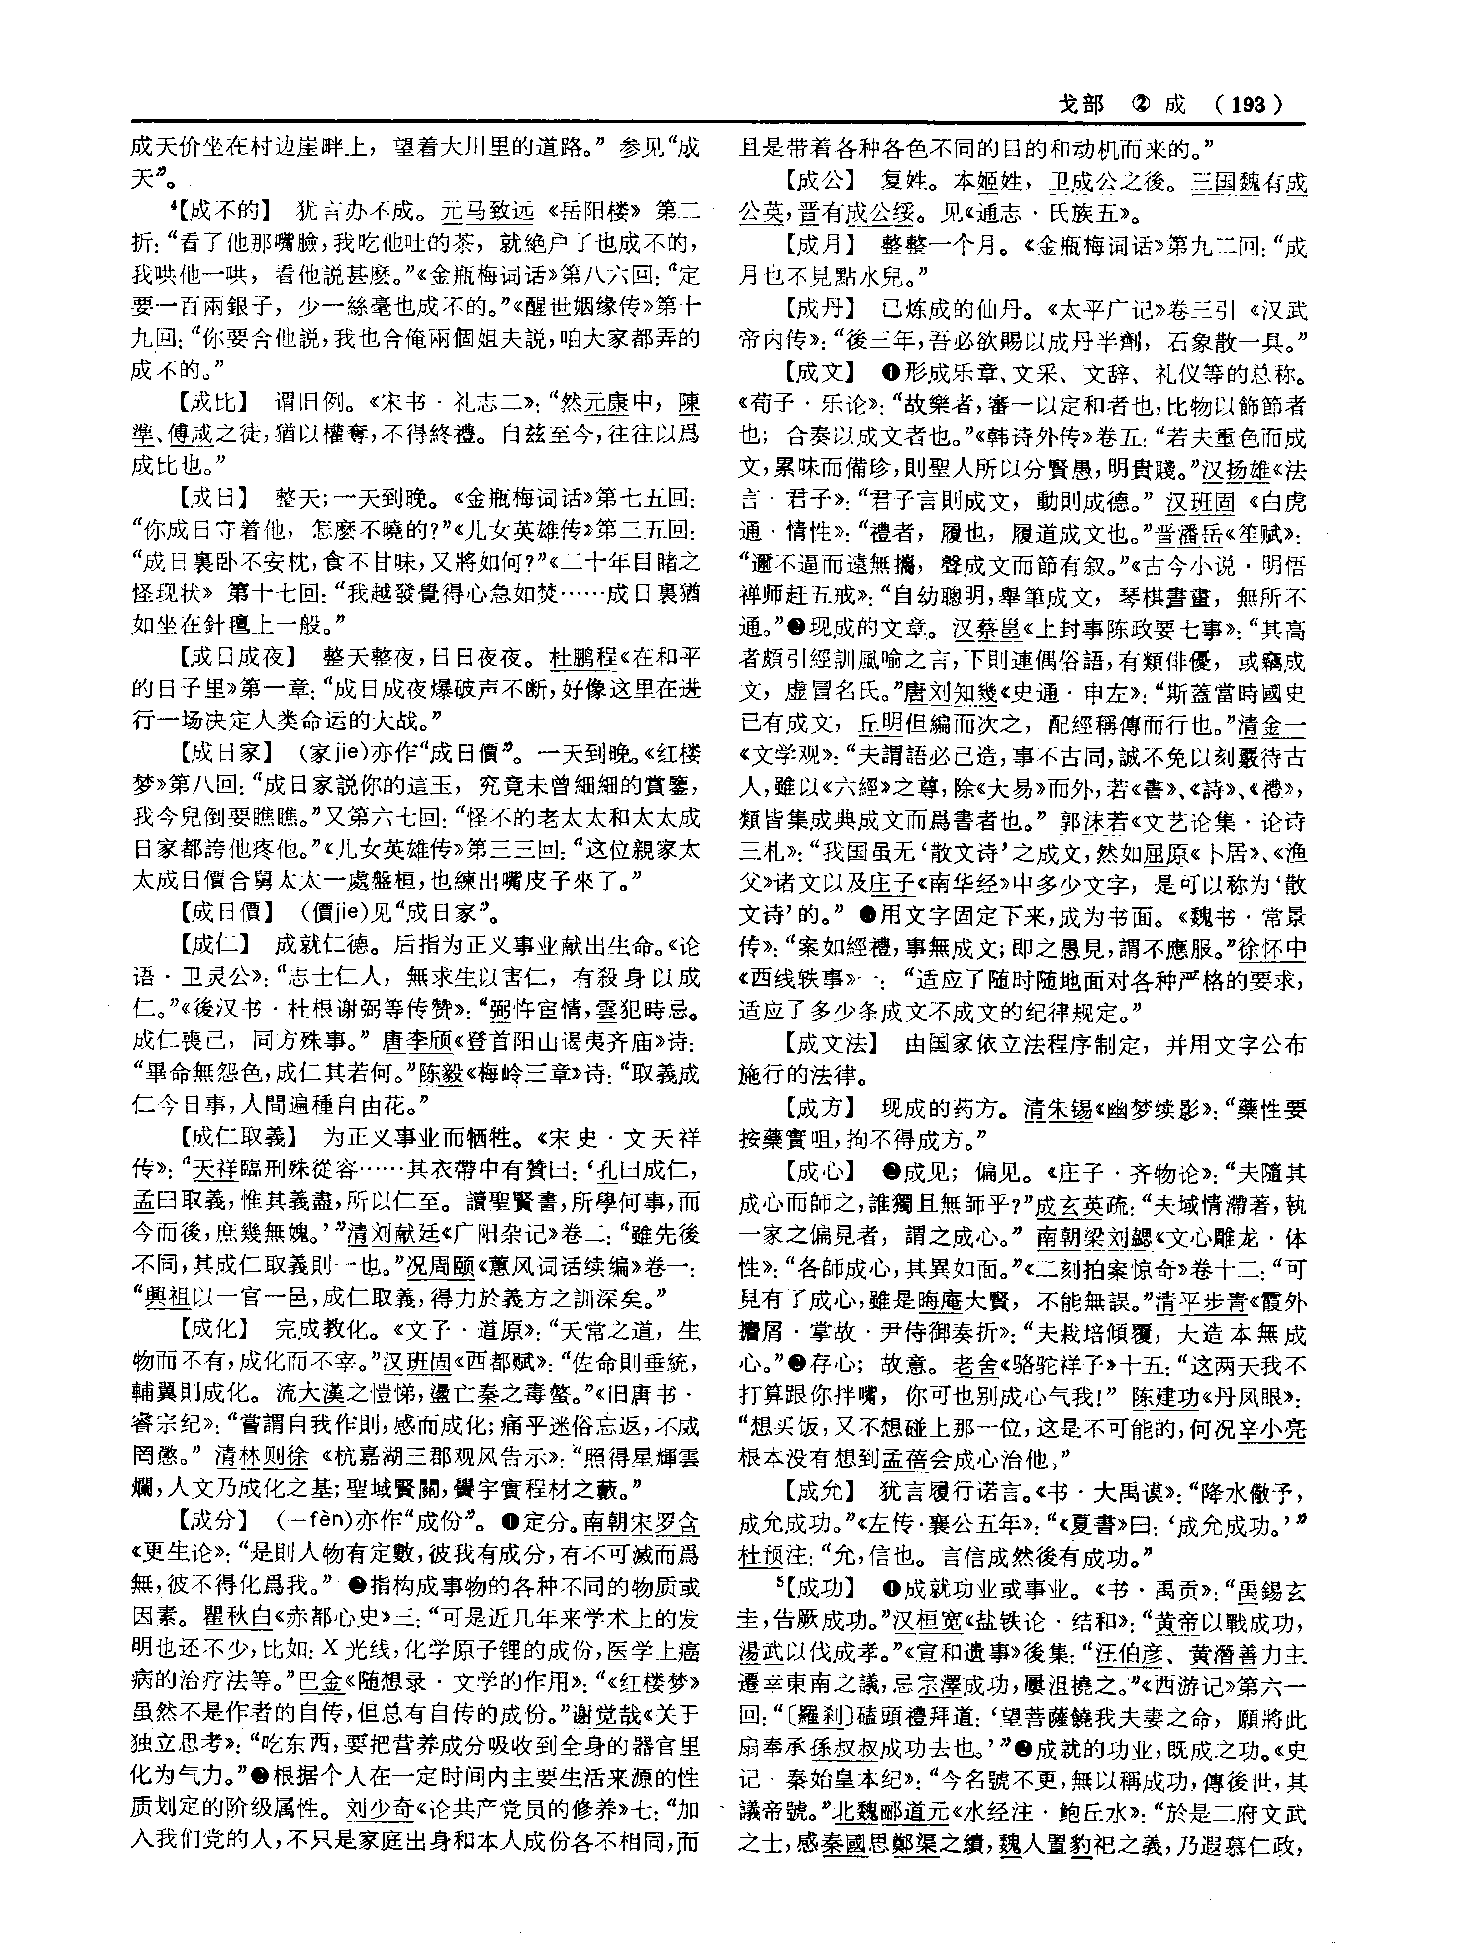 戈部 ② 成 (193)
成天价坐在村边崖畔上，望着大川里的道路。”参见“成
天”。
⁴【成不的】 犹言办不成。元马致远《岳阳楼》第二
折：“看了他那嘴臉，我吃他吐的茶，就絶户了也成不的，
我哄他一哄，看他説甚麽。”《金瓶梅词话》第八六回：“定
要一百兩銀子，少一絲毫也成不的。”《醒世姻缘传》第十
九回：“你要合他説，我也合俺兩個姐夫説，咱大家都弄的
成不的。”
【成比】 谓旧例。《宋书·礼志二》：“然元康中，陳
準、傅咸之徒，猶以權奪，不得終禮。自兹至今，往往以爲
成比也。”
【成日】 整天；一天到晚。《金瓶梅词话》第七五回：
“你成日守着他，怎麽不曉的？”《儿女英雄传》第三五回：
“成日裏卧不安枕，食不甘味，又將如何？”《二十年目睹之
怪现状》第十七回：“我越發覺得心急如焚……成日裏猶
如坐在針氊上一般。”
【成日成夜】 整天整夜，日日夜夜。杜鹏程《在和平
的日子里》第一章：“成日成夜爆破声不断，好像这里在进
行一场决定人类命运的大战。”
【成日家】 (家jie)亦作“成日價”。一天到晚。《红楼
梦》第八回：“成日家説你的這玉，究竟未曾細細的賞鑒，
我今兒倒要瞧瞧。”又第六七回：“怪不的老太太和太太成
日家都誇他疼他。”《儿女英雄传》第三三回：“这位親家太
太成日價合舅太太一處盤桓，也練出嘴皮子來了。”
【成日價】 (價jie)见“成日家”。
【成仁】 成就仁德。后指为正义事业献出生命。《论
语·卫灵公》：“志士仁人，無求生以害仁，有殺身以成
仁。”《後汉书·杜根谢弼等传赞》：“弼忤宦情，雲犯時忌。
成仁喪己，同方殊事。”唐李颀《登首阳山谒夷齐庙》诗：
“畢命無怨色，成仁其若何。”陈毅《梅岭三章》诗：“取義成
仁今日事，人間遍種自由花。”
【成仁取義】 为正义事业而牺牲。《宋史·文天祥
传》：“天祥臨刑殊從容……其衣帶中有贊曰：‘孔曰成仁，
孟曰取義，惟其義盡，所以仁至。讀聖賢書，所學何事，而
今而後，庶幾無媿。’”清刘献廷《广阳杂记》卷二：“雖先後
不同，其成仁取義則一也。”况周颐《蕙风词话续编》卷一：
“興祖以一官一邑，成仁取義，得力於義方之訓深矣。”
【成化】 完成教化。《文子·道原》：“天常之道，生
物而不有，成化而不宰。”汉班固《西都赋》：“佐命則垂統，
輔翼則成化。流大漢之愷悌，盪亡秦之毒螫。”《旧唐书·
睿宗纪》：“嘗謂自我作則，感而成化；痛乎迷俗忘返，不威
罔懲。”清林则徐《杭嘉湖三郡观风告示》：“照得星輝雲
爛，人文乃成化之基；聖域賢關，黌宇實程材之藪。”
【成分】 (－fèn)亦作“成份”。❶定分。南朝宋罗含
《更生论》：“是則人物有定數，彼我有成分，有不可滅而爲
無，彼不得化爲我。”❷指构成事物的各种不同的物质或
因素。瞿秋白《赤都心史》三：“可是近几年来学术上的发
明也还不少，比如：X光线，化学原子锂的成份，医学上癌
病的治疗法等。”巴金《随想录·文学的作用》：“《红楼梦》
虽然不是作者的自传，但总有自传的成份。”谢觉哉《关于
独立思考》：“吃东西，要把营养成分吸收到全身的器官里
化为气力。”❸根据个人在一定时间内主要生活来源的性
质划定的阶级属性。刘少奇《论共产党员的修养》七：“加
入我们党的人，不只是家庭出身和本人成份各不相同，而
且是带着各种各色不同的目的和动机而来的。”
【成公】 复姓。本姬姓，卫成公之後。三国魏有成
公英，晋有成公绥。见《通志·氏族五》。
【成月】 整整一个月。《金瓶梅词话》第九二回：“成
月也不見點水兒。”
【成丹】 已炼成的仙丹。《太平广记》卷三引《汉武
帝内传》：“後三年，吾必欲賜以成丹半劑，石象散一具。”
【成文】 ❶形成乐章、文采、文辞、礼仪等的总称。
《荀子·乐论》：“故樂者，審一以定和者也，比物以飾節者
也；合奏以成文者也。”《韩诗外传》卷五：“若夫重色而成
文，累味而備珍，則聖人所以分賢愚，明貴賤。”汉扬雄《法
言·君子》：“君子言則成文，動則成德。”汉班固《白虎
通·情性》：“禮者，履也，履道成文也。”晋潘岳《笙赋》：
“邇不逼而遠無攜，聲成文而節有叙。”《古今小说·明悟
禅师赶五戒》：“自幼聰明，舉筆成文，琴棋書畫，無所不
通。”❷现成的文章。汉蔡邕《上封事陈政要七事》：“其高
者頗引經訓風喻之言，下則連偶俗語，有類俳優，或竊成
文，虚冒名氏。”唐刘知幾《史通·申左》：“斯蓋當時國史
已有成文，丘明但編而次之，配經稱傳而行也。”清金一
《文学观》：“夫謂語必己造，事不古同，誠不免以刻覈待古
人，雖以《六經》之尊，除《大易》而外，若《書》、《詩》、《禮》，
類皆集成典成文而爲書者也。”郭沫若《文艺论集·论诗
三札》：“我国虽无‘散文诗’之成文，然如屈原《卜居》、《渔
父》诸文以及庄子《南华经》中多少文字，是可以称为‘散
文诗’的。”❸用文字固定下来，成为书面。《魏书·常景
传》：“案如經禮，事無成文；即之愚見，謂不應服。”徐怀中
《西线轶事》一：“适应了随时随地面对各种严格的要求，
适应了多少条成文不成文的纪律规定。”
【成文法】 由国家依立法程序制定，并用文字公布
施行的法律。
【成方】 现成的药方。清朱锡《幽梦续影》：“藥性要
按藥實咀，拘不得成方。”
【成心】 ❶成见；偏见。《庄子·齐物论》：“夫隨其
成心而師之，誰獨且無師乎？”成玄英疏：“夫域情滯著，執
一家之偏見者，謂之成心。”南朝梁刘勰《文心雕龙·体
性》：“各師成心，其異如面。”《二刻拍案惊奇》卷十二：“可
見有了成心，雖是晦庵大賢，不能無誤。”清平步青《霞外
攟屑·掌故·尹侍御奏折》：“夫栽培傾覆，大造本無成
心。”❷存心；故意。老舍《骆驼祥子》十五：“这两天我不
打算跟你拌嘴，你可也别成心气我！”陈建功《丹凤眼》：
“想买饭，又不想碰上那一位，这是不可能的，何况辛小亮
根本没有想到孟蓓会成心治他。”
【成允】 犹言履行诺言。《书·大禹谟》：“降水儆予，
成允成功。”《左传·襄公五年》：“《夏書》曰：‘成允成功。’”
杜预注：“允，信也。言信成然後有成功。”
⁵【成功】 ❶成就功业或事业。《书·禹贡》：“禹錫玄
圭，告厥成功。”汉桓宽《盐铁论·结和》：“黄帝以戰成功，
湯武以伐成孝。”《宣和遗事》後集：“汪伯彦、黄潛善力主
遷幸東南之議，忌宗澤成功，屢沮撓之。”《西游记》第六一
回：“〔羅刹〕磕頭禮拜道：‘望菩薩饒我夫妻之命，願將此
扇奉承孫叔叔成功去也。’”❷成就的功业，既成之功。《史
记·秦始皇本纪》：“今名號不更，無以稱成功，傳後世，其
議帝號。”北魏郦道元《水经注·鲍丘水》：“於是二府文武
之士，感秦國思鄭渠之績，魏人置豹祀之義，乃遐慕仁政，